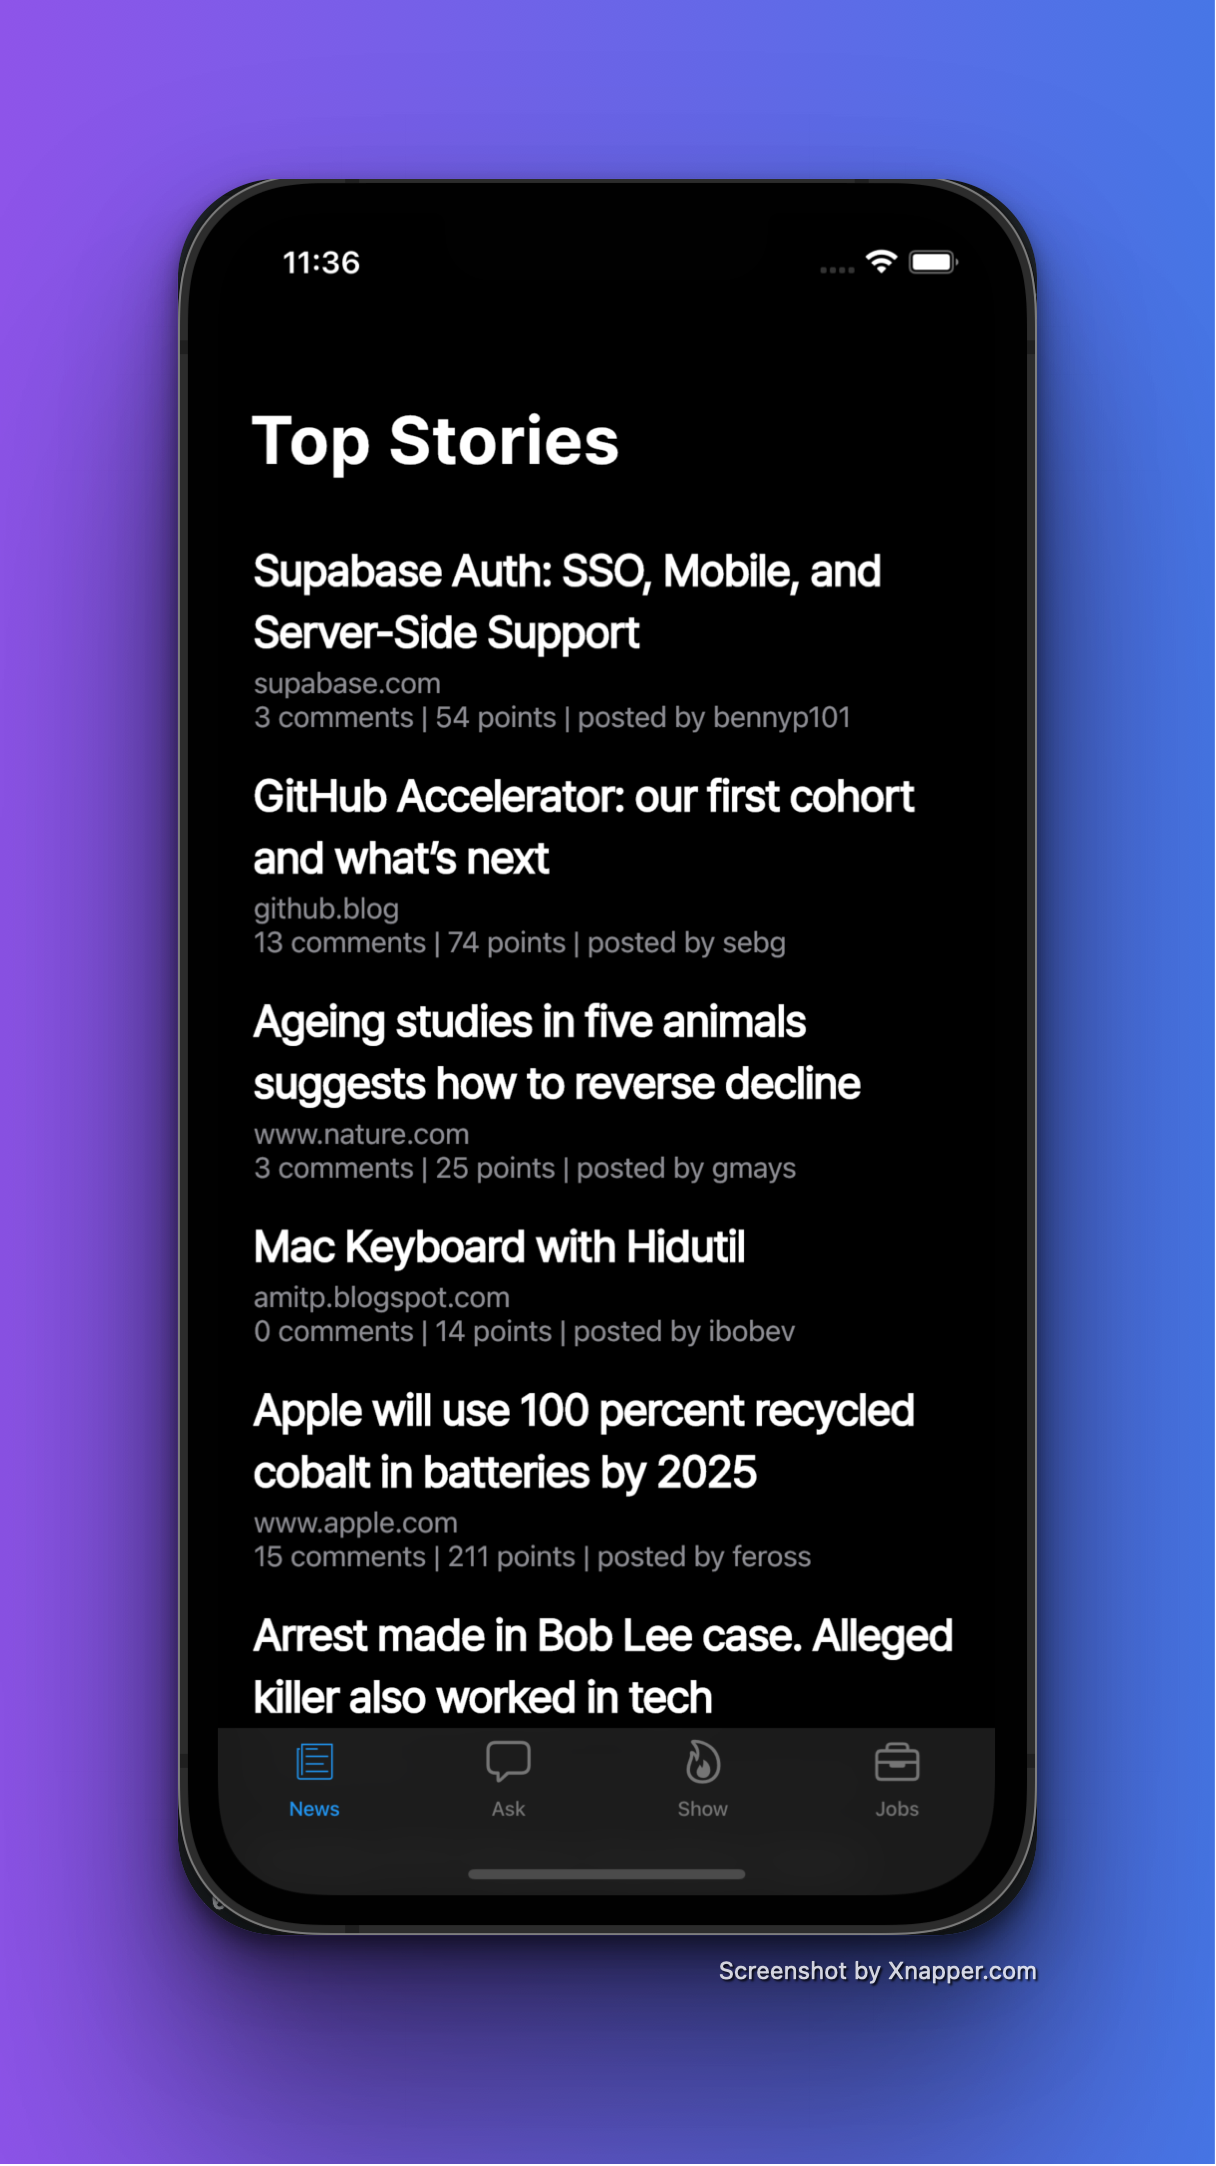 11:36
Top Stories
Supabase Auth: SSO, Mobile, and
Server-Side Support
supabase.com
3 comments | 54 points | posted by bennyp101
GitHub Accelerator: our first cohort
and what’s next
github.blog
13 comments | 74 points | posted by sebg
Ageing studies in five animals
suggests how to reverse decline
www.nature.com
3 comments | 25 points | posted by gmays
Mac Keyboard with Hidutil
amitp.blogspot.com
0 comments | 14 points | posted by ibobev
Apple will use 100 percent recycled
cobalt in batteries by 2025
www.apple.com
15 comments | 211 points | posted by feross
Arrest made in Bob Lee case. Alleged
killer also worked in tech
News
Ask
Show
Jobs
Screenshot by Xnapper.com